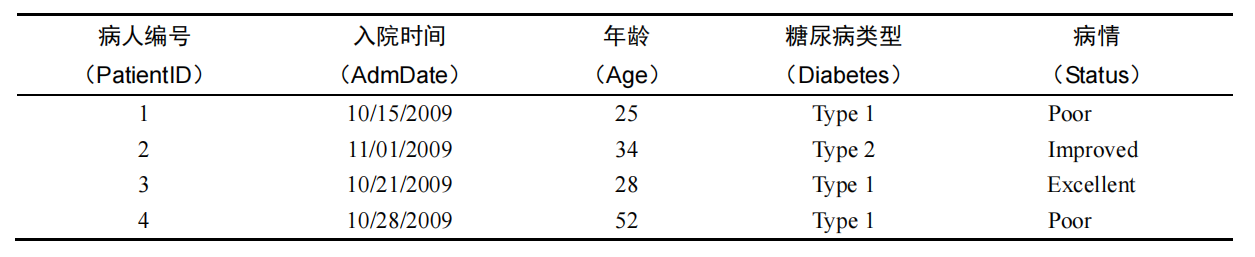 病人编号 入院时间 年龄 糖尿病类型 病情
（PatientID） （AdmDate） （Age） （Diabetes） （Status）
1 10/15/2009 25 Type 1 Poor
2 11/01/2009 34 Type 2 Improved
3 10/21/2009 28 Type 1 Excellent
4 10/28/2009 52 Type 1 Poor